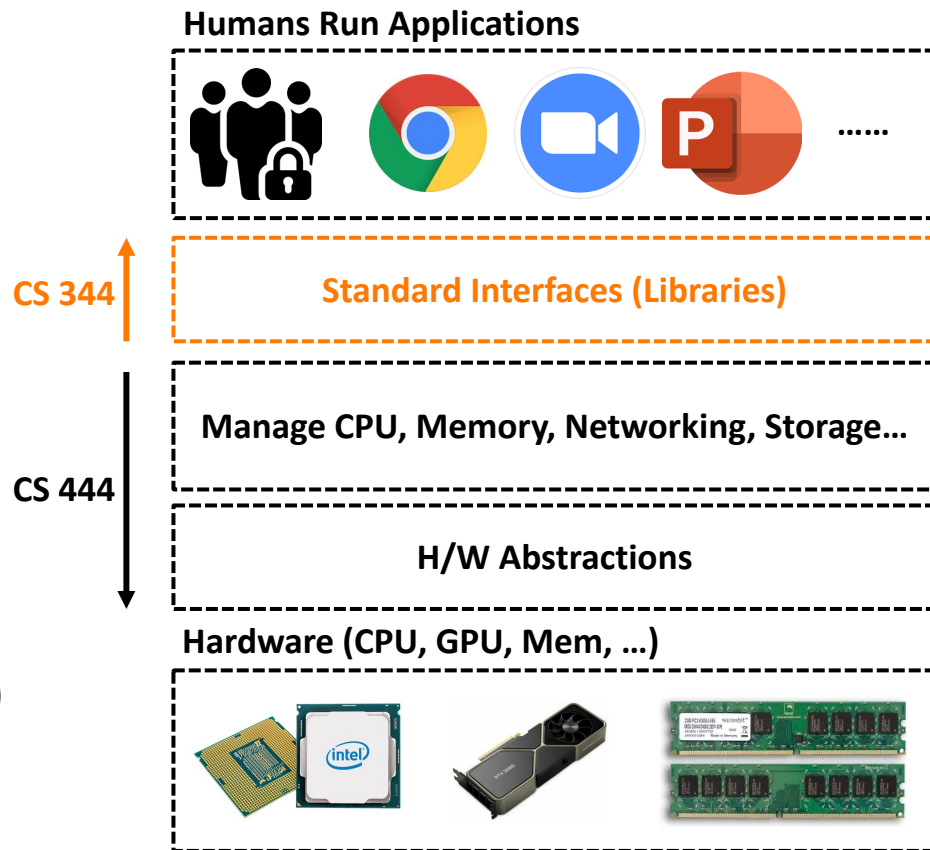 Humans Run Applications
P
......
CS 344
Standard Interfaces (Libraries)
Manage CPU, Memory, Networking, Storage...
CS 444
H/W Abstractions
Hardware (CPU, GPU, Mem, ...)
)
intel